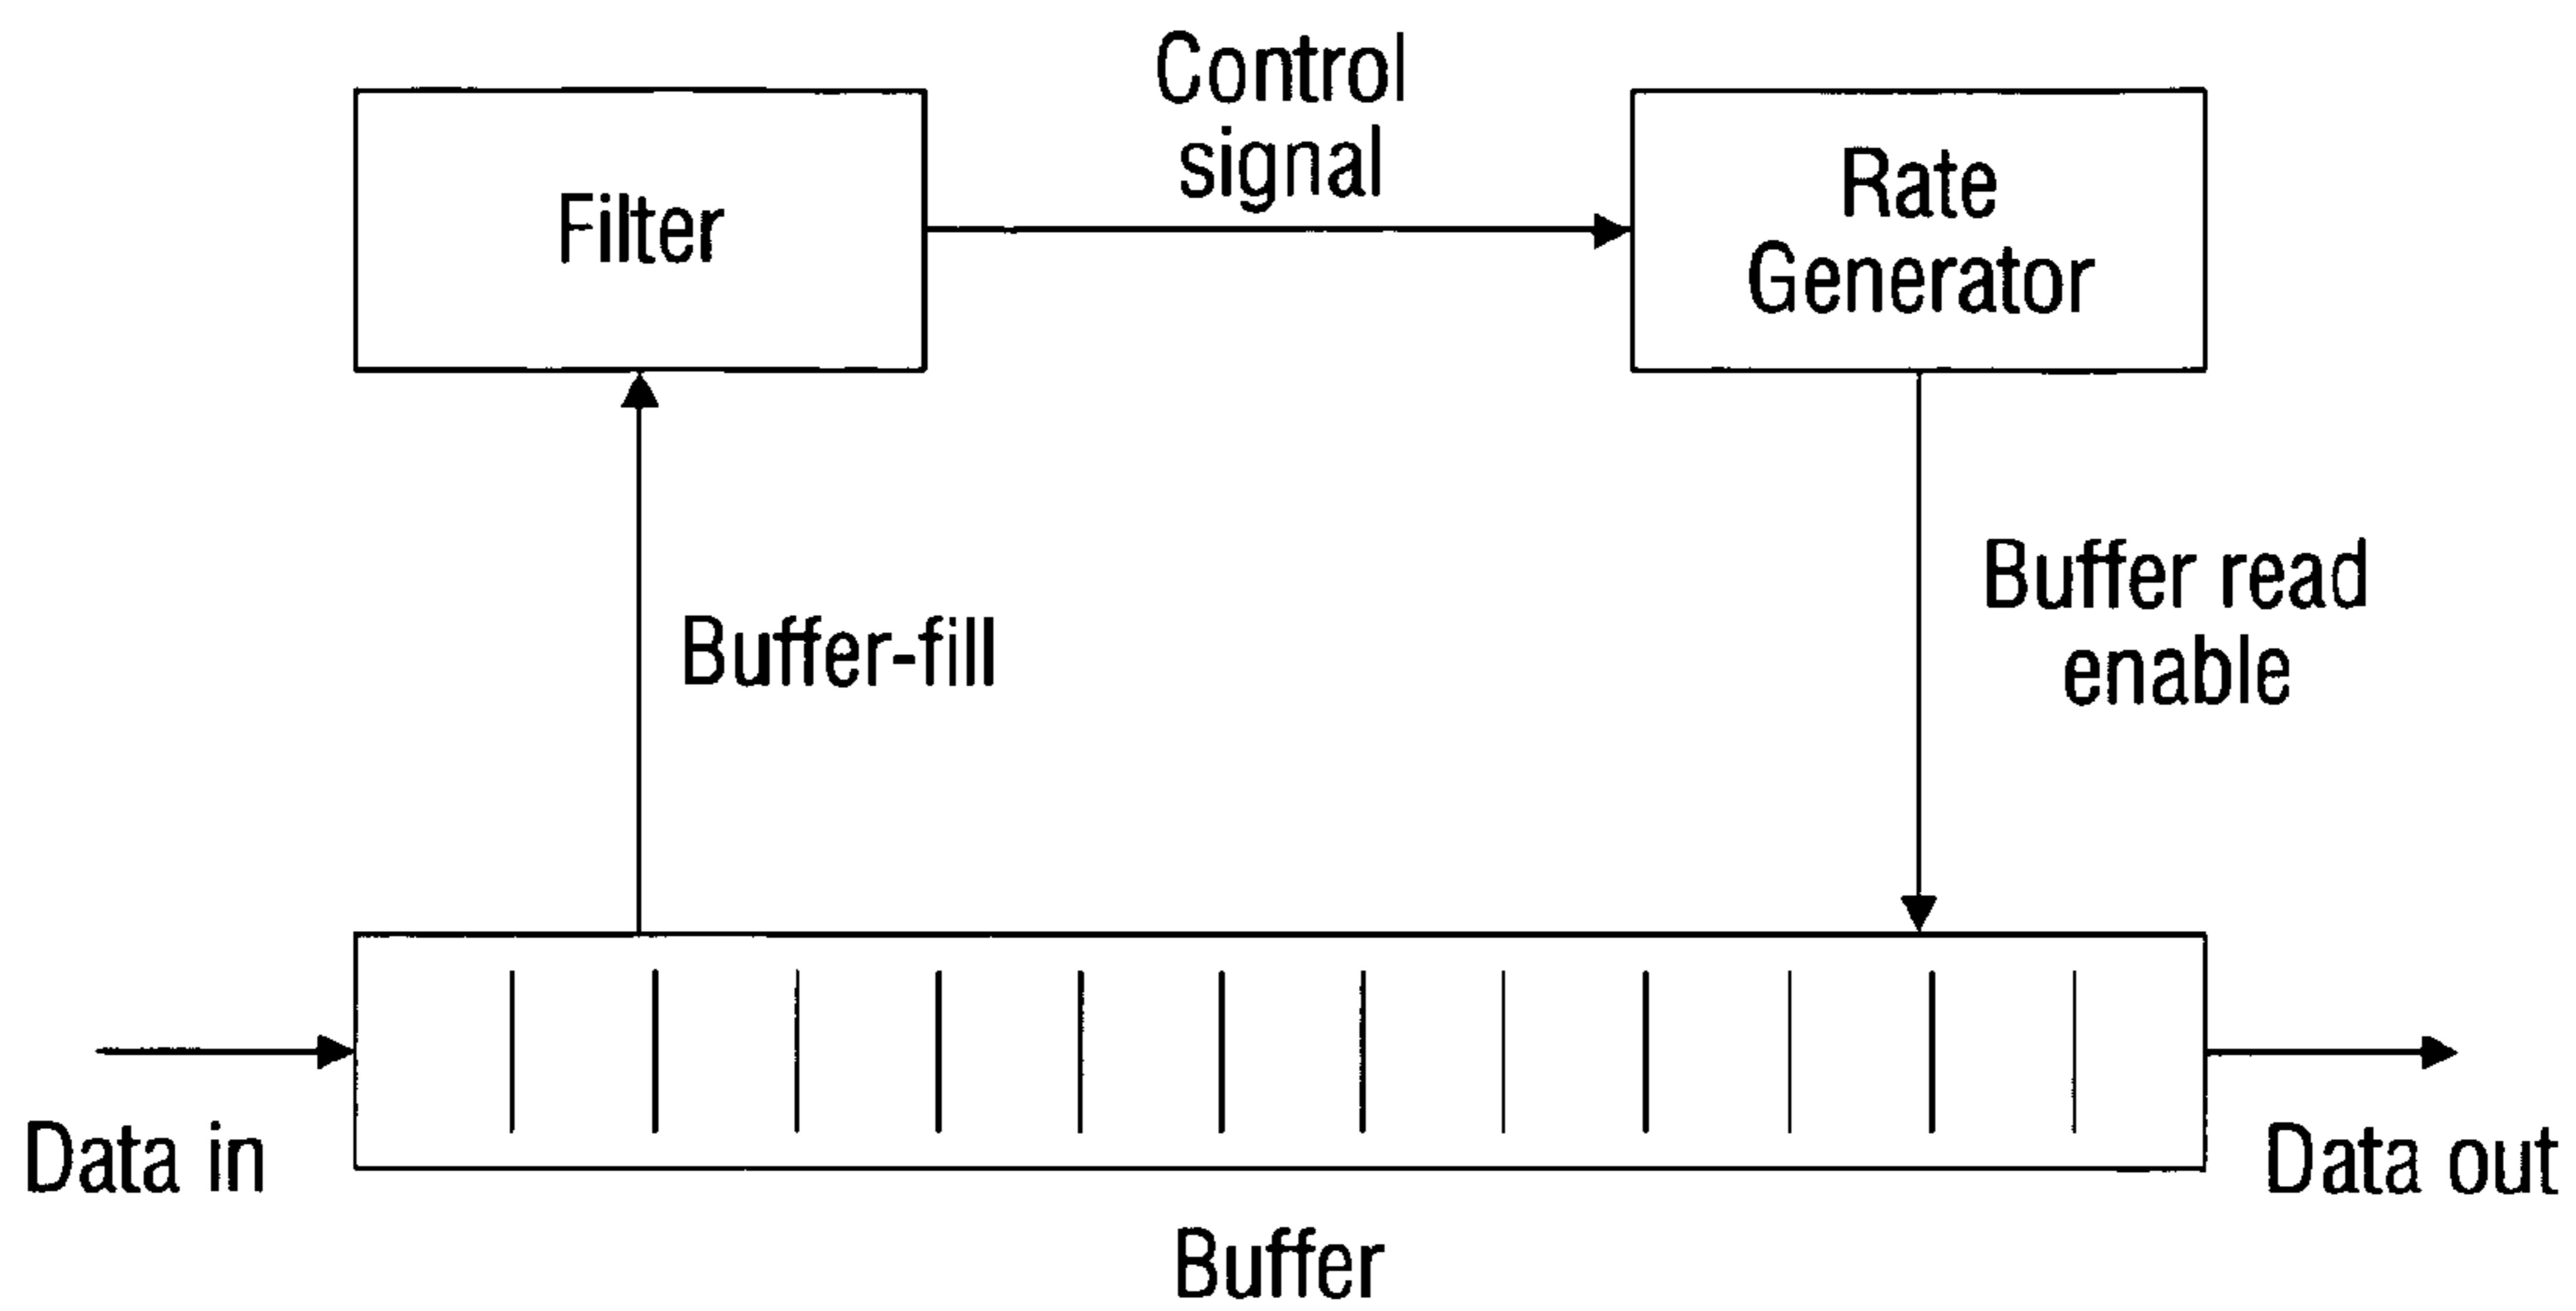 Control
signal
Filter
Rate
Generator
Buffer-fill
Buffer read
enable
Data in
Data out
Buffer